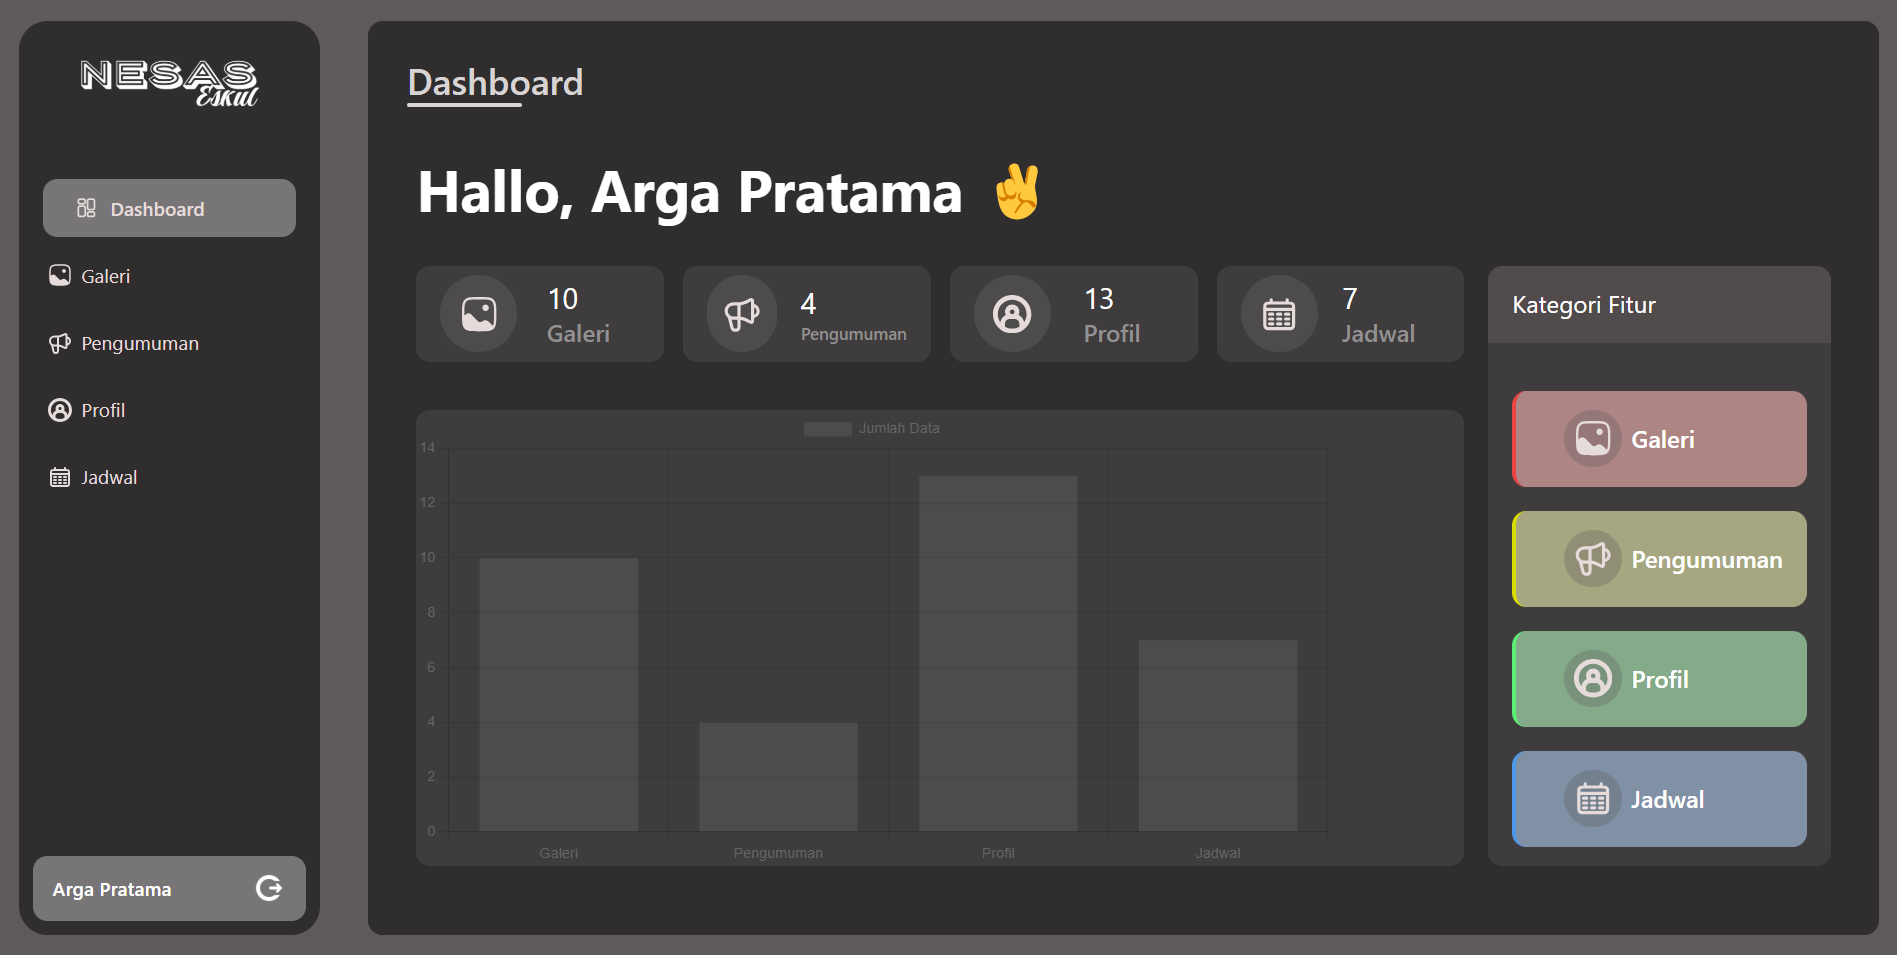 NESAS
Eskul
Dashboard
Galeri
Pengumuman
Profil
Jadwal
Arga Pratama
Dashboard
Hallo, Arga Pratama ✌️
10
Galeri
4
Pengumuman
13
Profil
7
Jadwal
Jumlah Data
14
12
10
8
6
4
2
0
Galeri Pengumuman Profil Jadwal
Kategori Fitur
Galeri
Pengumuman
Profil
Jadwal